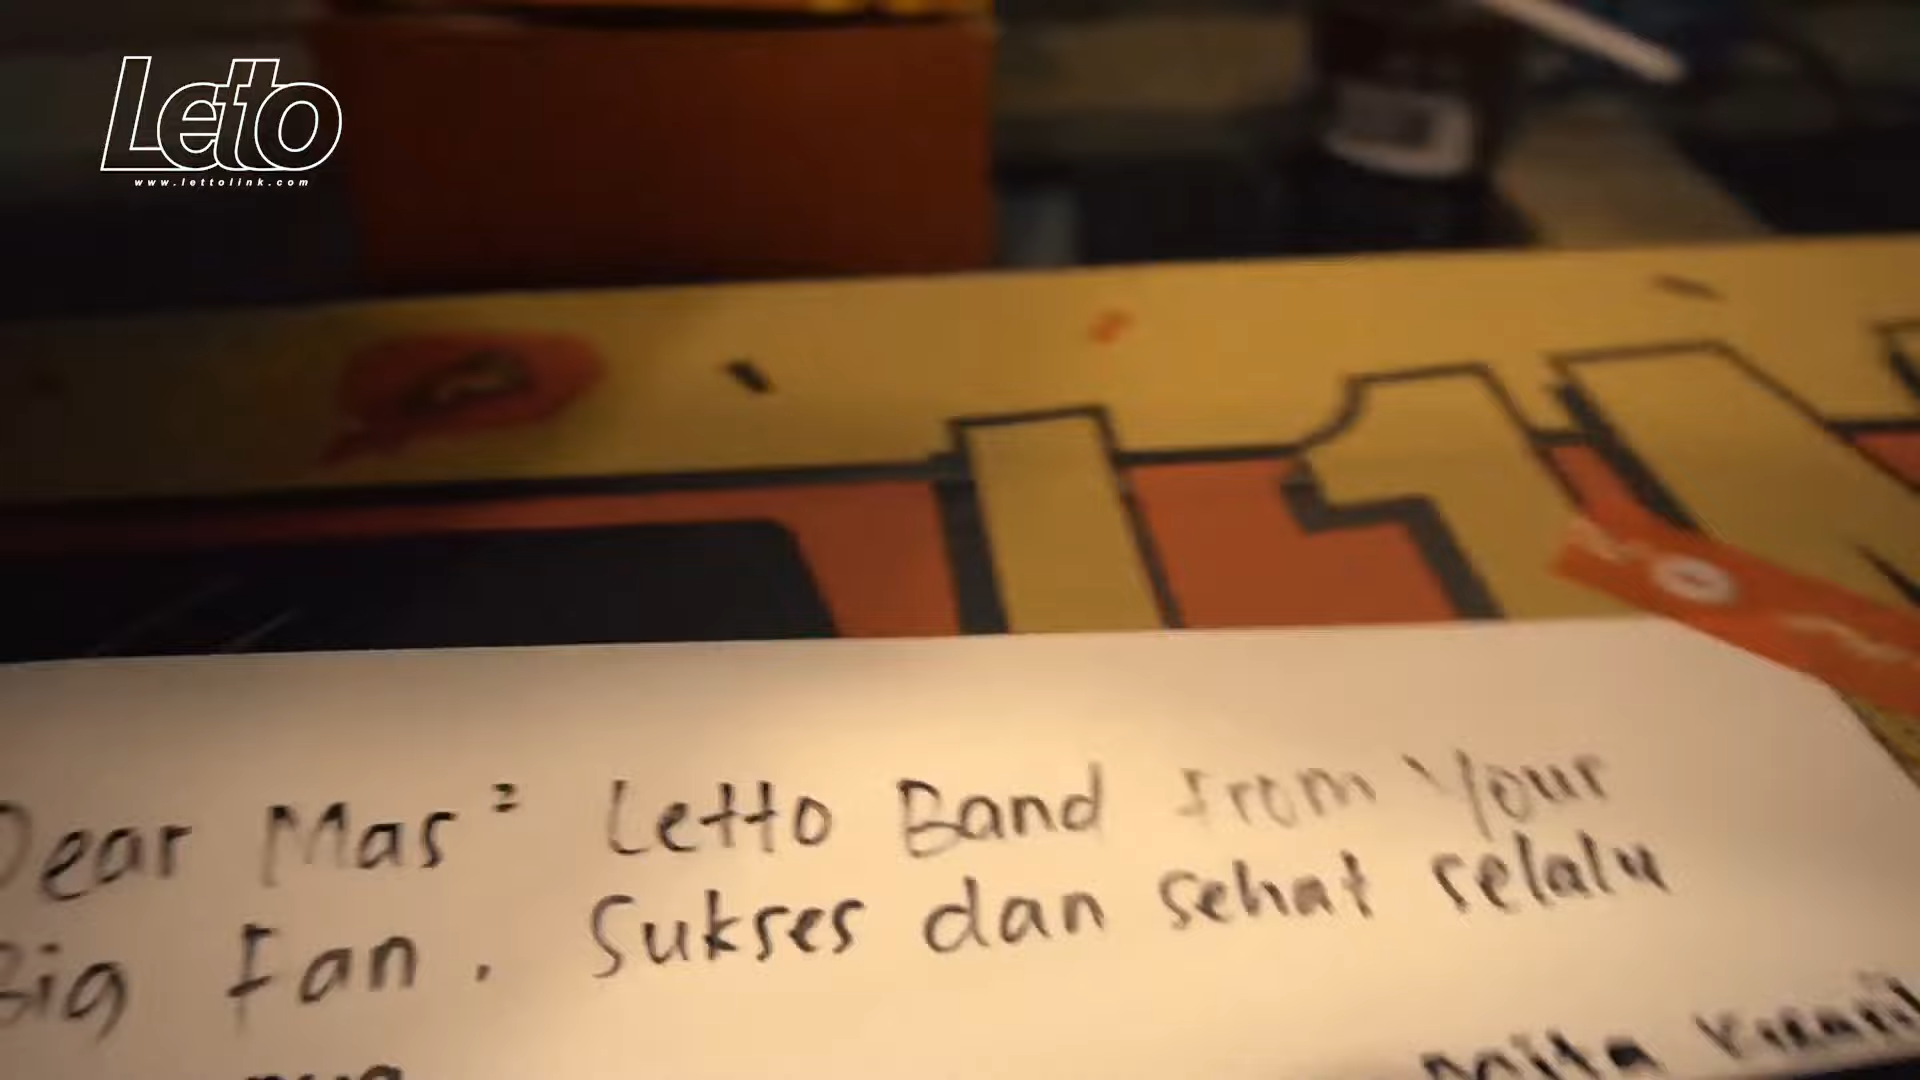 Letto
www.lettolink.com
Dear Mas² Letto Band From Your
Big Fan. Sukses dan sehat selalu